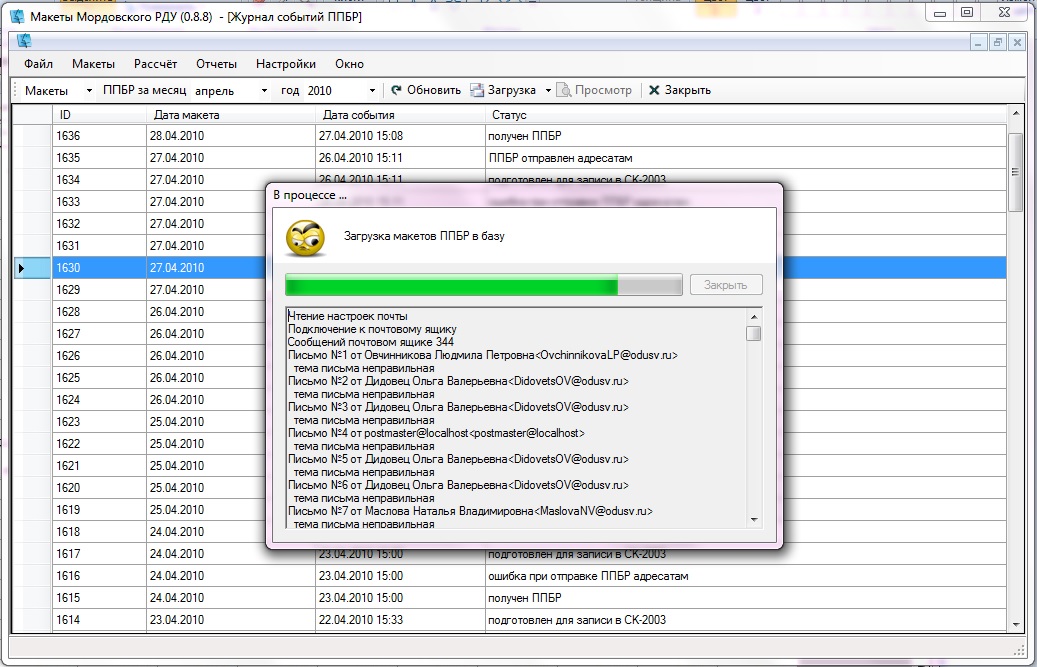 Макеты Мордовского РДУ (0.8.8) - [Журнал событий ППБР]
Файл Макеты Рассчёт Отчеты Настройки Окно
Макеты ППБР за месяц апрель год 2010 Обновить Загрузка Просмотр Закрыть
ID Дата макета Дата события Статус
1636 28.04.2010 27.04.2010 15:08 получен ППБР
1635 27.04.2010 26.04.2010 15:11 ППБР отправлен адресатам
1634 27.04.2010 26.04.2010 15:11 подготовлен для записи в СК-2003
1633 27.04.2010
1632 27.04.2010
1631 27.04.2010
1630 27.04.2010
1629 27.04.2010
1628 26.04.2010
1627 26.04.2010
1626 26.04.2010
1625 26.04.2010
1624 26.04.2010
1623 25.04.2010
1622 25.04.2010
1621 25.04.2010
1620 25.04.2010
1619 25.04.2010
1618 24.04.2010
1617 24.04.2010 23.04.2010 15:00 подготовлен для записи в СК-2003
1616 24.04.2010 23.04.2010 15:00 ошибка при отправке ППБР адресатам
1615 24.04.2010 23.04.2010 15:00 получен ППБР
1614 23.04.2010 22.04.2010 15:33 подготовлен для записи в СК-2003
В процессе ...
Загрузка макетов ППБР в базу
Закрыть
Чтение настроек почты
Подключение к почтовому ящику
Сообщений почтовом ящике 344
Письмо №1 от Овчинникова Людмила Петровна<OvchinnikovaLP@odusv.ru>
тема письма неправильная
Письмо №2 от Дидовец Ольга Валерьевна<DidovetsOV@odusv.ru>
тема письма неправильная
Письмо №3 от Дидовец Ольга Валерьевна<DidovetsOV@odusv.ru>
тема письма неправильная
Письмо №4 от postmaster@localhost<postmaster@localhost>
тема письма неправильная
Письмо №5 от Дидовец Ольга Валерьевна<DidovetsOV@odusv.ru>
тема письма неправильная
Письмо №6 от Дидовец Ольга Валерьевна<DidovetsOV@odusv.ru>
тема письма неправильная
Письмо №7 от Маслова Наталья Владимировна<MaslovaNV@odusv.ru>
тема письма неправильная